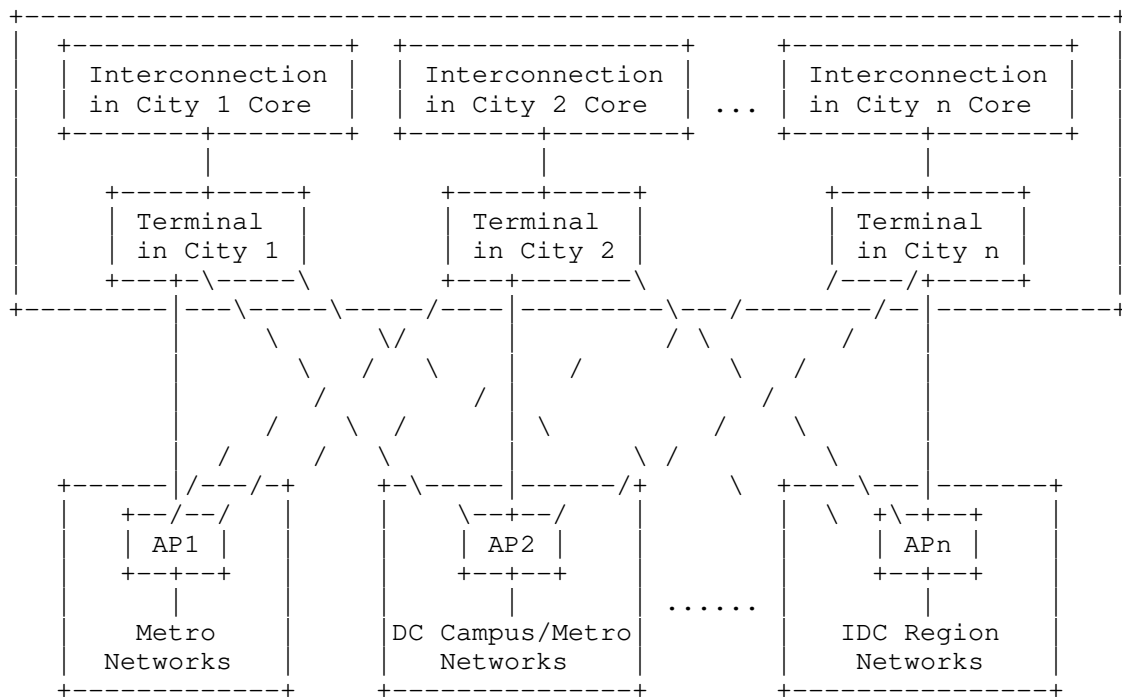 Interconnection Interconnection Interconnection
in City 1 Core in City 2 Core ... in City n Core
Terminal Terminal Terminal
in City 1 in City 2 in City n
AP1 AP2 APn
......
Metro DC Campus/Metro IDC Region
Networks Networks Networks